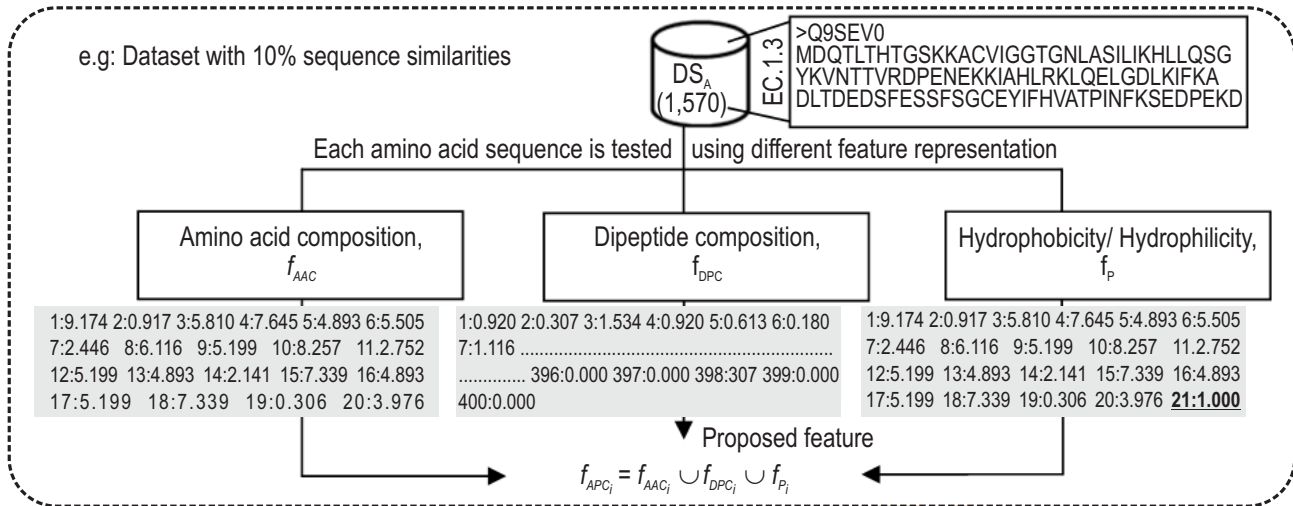 e.g: Dataset with 10% sequence similarities
DS_A
(1,570)
EC.1.3
>Q9SEV0
MDQTLTHTGSKKACVIGGTGNLASILIKHLLQSG
YKVNTTVRDPENEKKIAHLRKLQELGDLKIFKA
DLTDEDSFESSFSGCEYIFHVATPINFKSEDPEKD
Each amino acid sequence is tested using different feature representation
Amino acid composition,
f_AAC
1:9.174 2:0.917 3:5.810 4:7.645 5:4.893 6:5.505
7:2.446 8:6.116 9:5.199 10:8.257 11.2.752
12:5.199 13:4.893 14:2.141 15:7.339 16:4.893
17:5.199 18:7.339 19:0.306 20:3.976
Dipeptide composition,
f_DPC
1:0.920 2:0.307 3:1.534 4:0.920 5:0.613 6:0.180
7:1.116 ................................................................
.............. 396:0.000 397:0.000 398:307 399:0.000
400:0.000
Hydrophobicity/ Hydrophilicity,
f_P
1:9.174 2:0.917 3:5.810 4:7.645 5:4.893 6:5.505
7:2.446 8:6.116 9:5.199 10:8.257 11.2.752
12:5.199 13:4.893 14:2.141 15:7.339 16:4.893
17:5.199 18:7.339 19:0.306 20:3.976 21:1.000
Proposed feature
f_APC_i = f_AAC_i ∪ f_DPC_i ∪ f_P_i